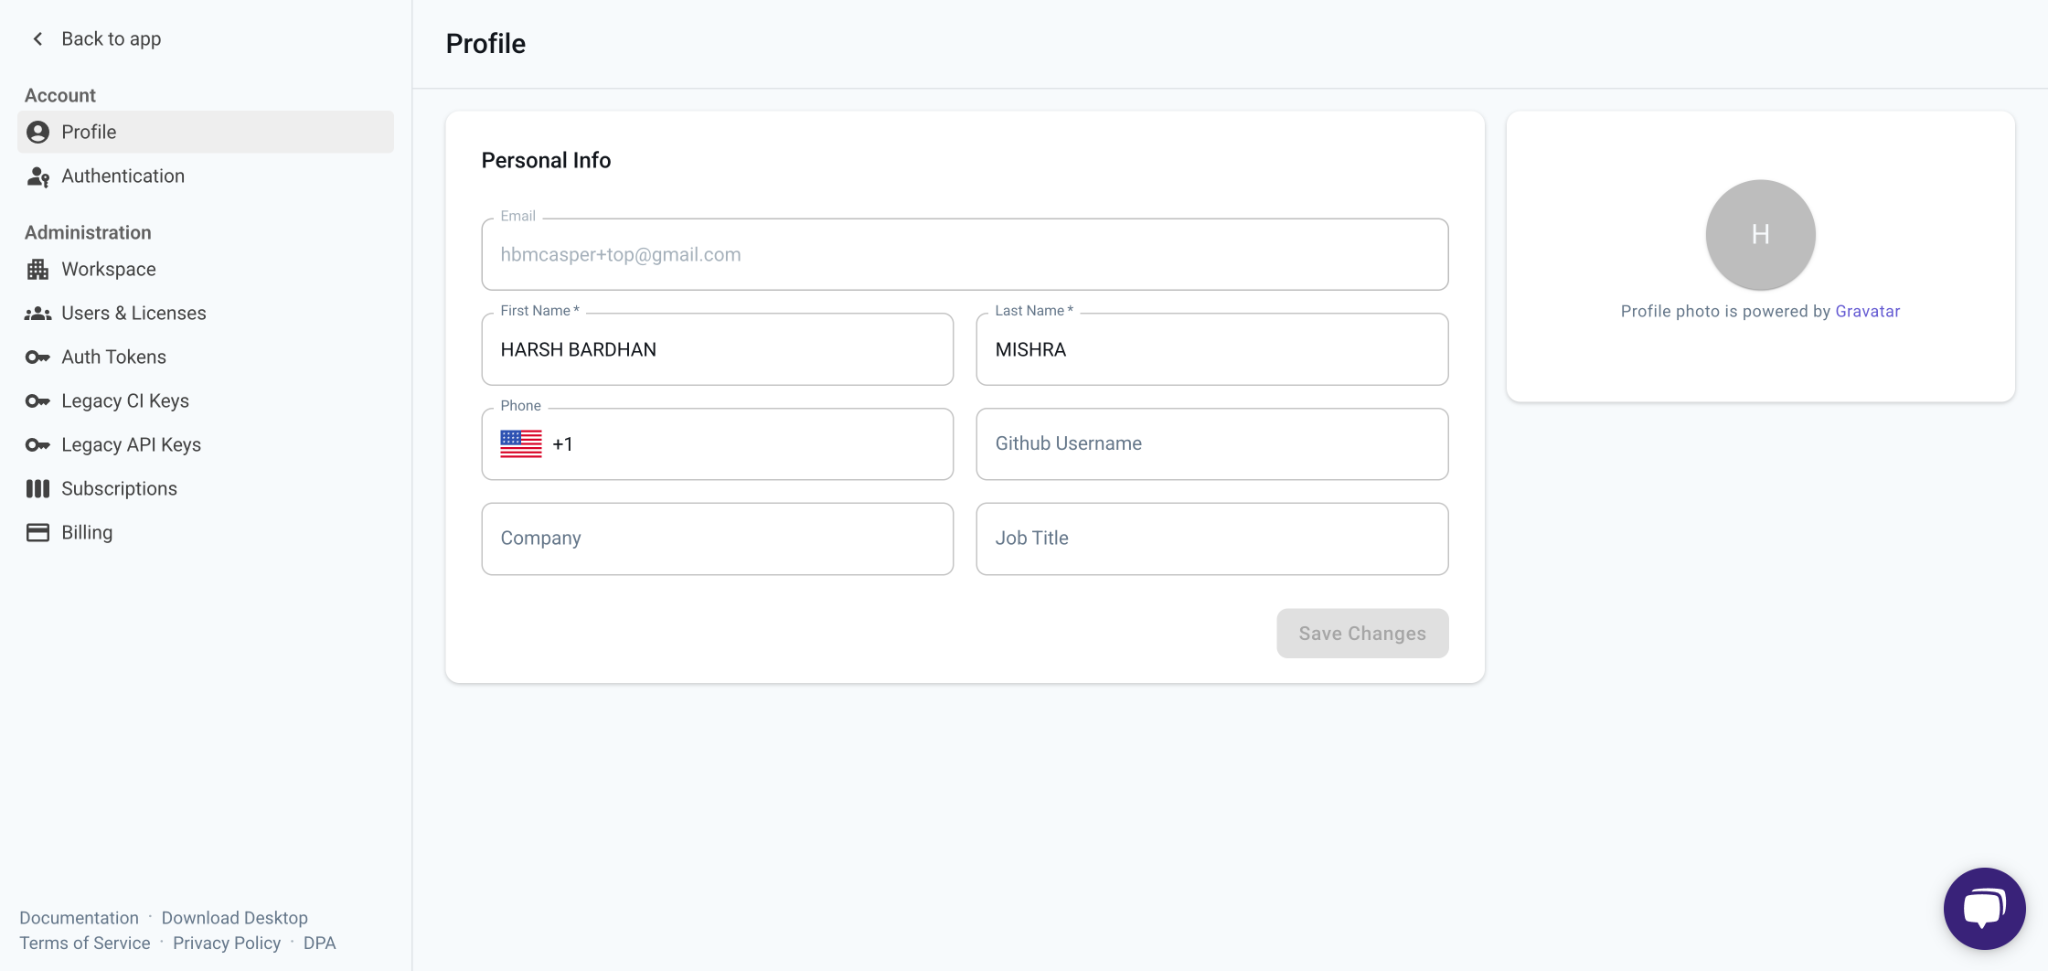 Back to app
Account
Profile
Authentication
Administration
Workspace
Users & Licenses
Auth Tokens
Legacy CI Keys
Legacy API Keys
Subscriptions
Billing
Documentation · Download Desktop
Terms of Service · Privacy Policy · DPA
Profile
Personal Info
Email
hbmcasper+top@gmail.com
First Name *
HARSH BARDHAN
Last Name *
MISHRA
Phone
+1
Github Username
Company
Job Title
Save Changes
H
Profile photo is powered by Gravatar